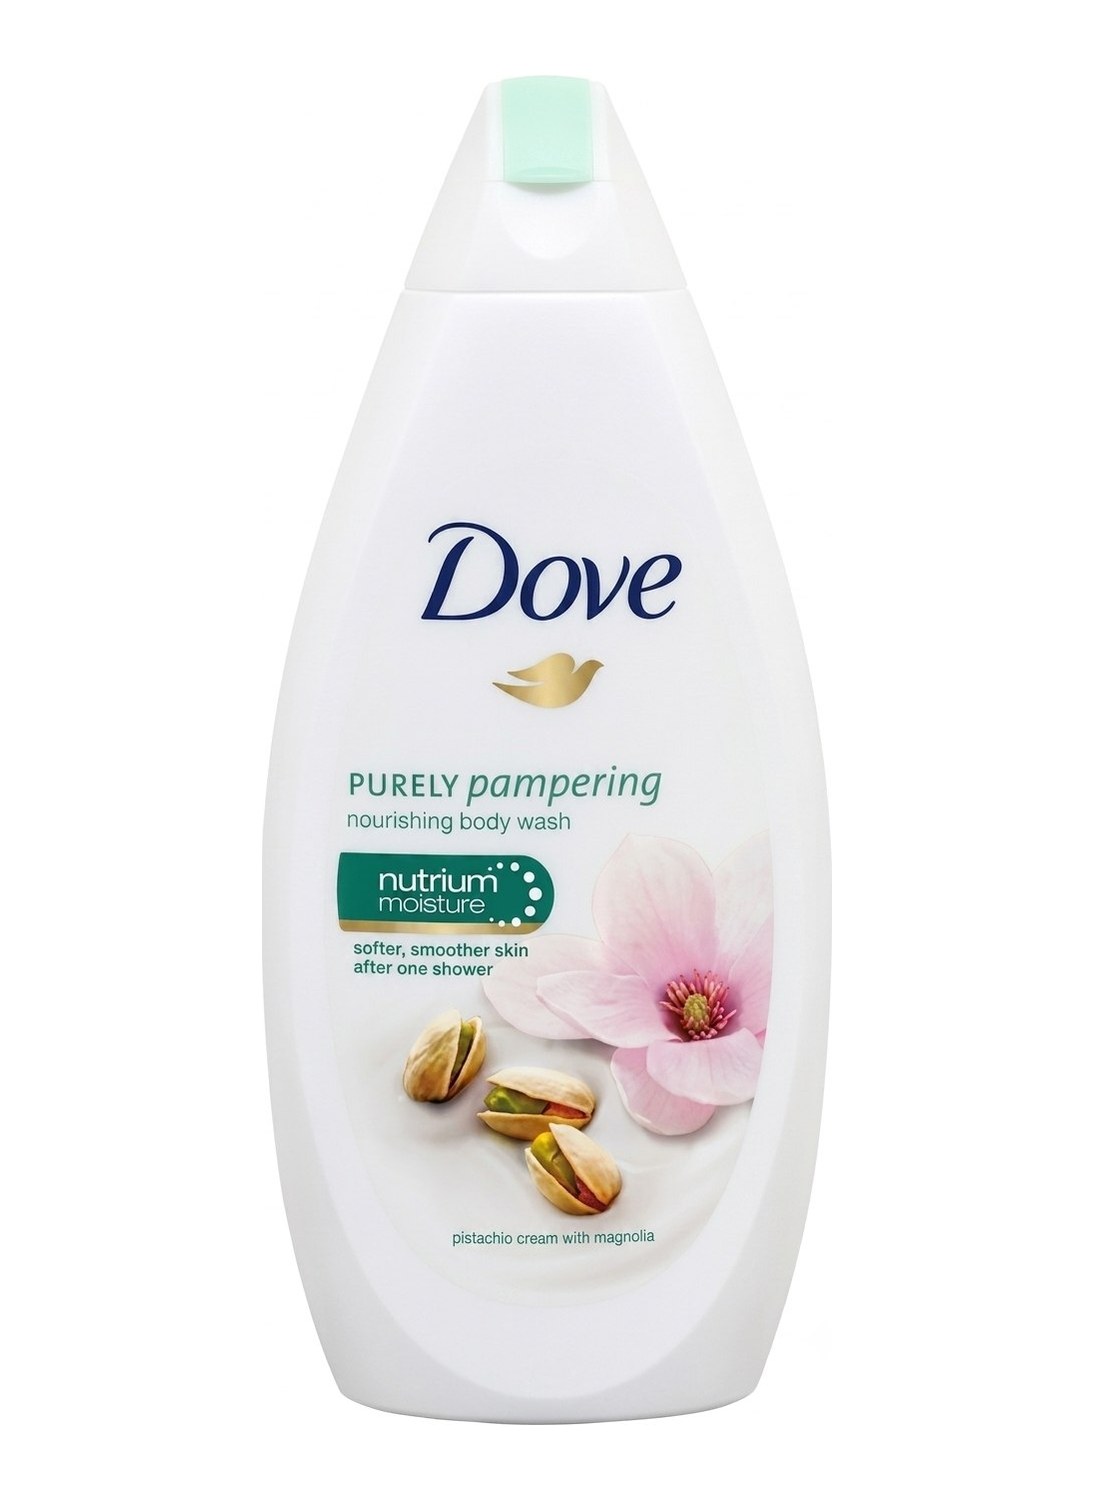 Dove
PURELY pampering
nourishing body wash
nutrium
moisture
softer, smoother skin
after one shower
pistachio cream with magnolia